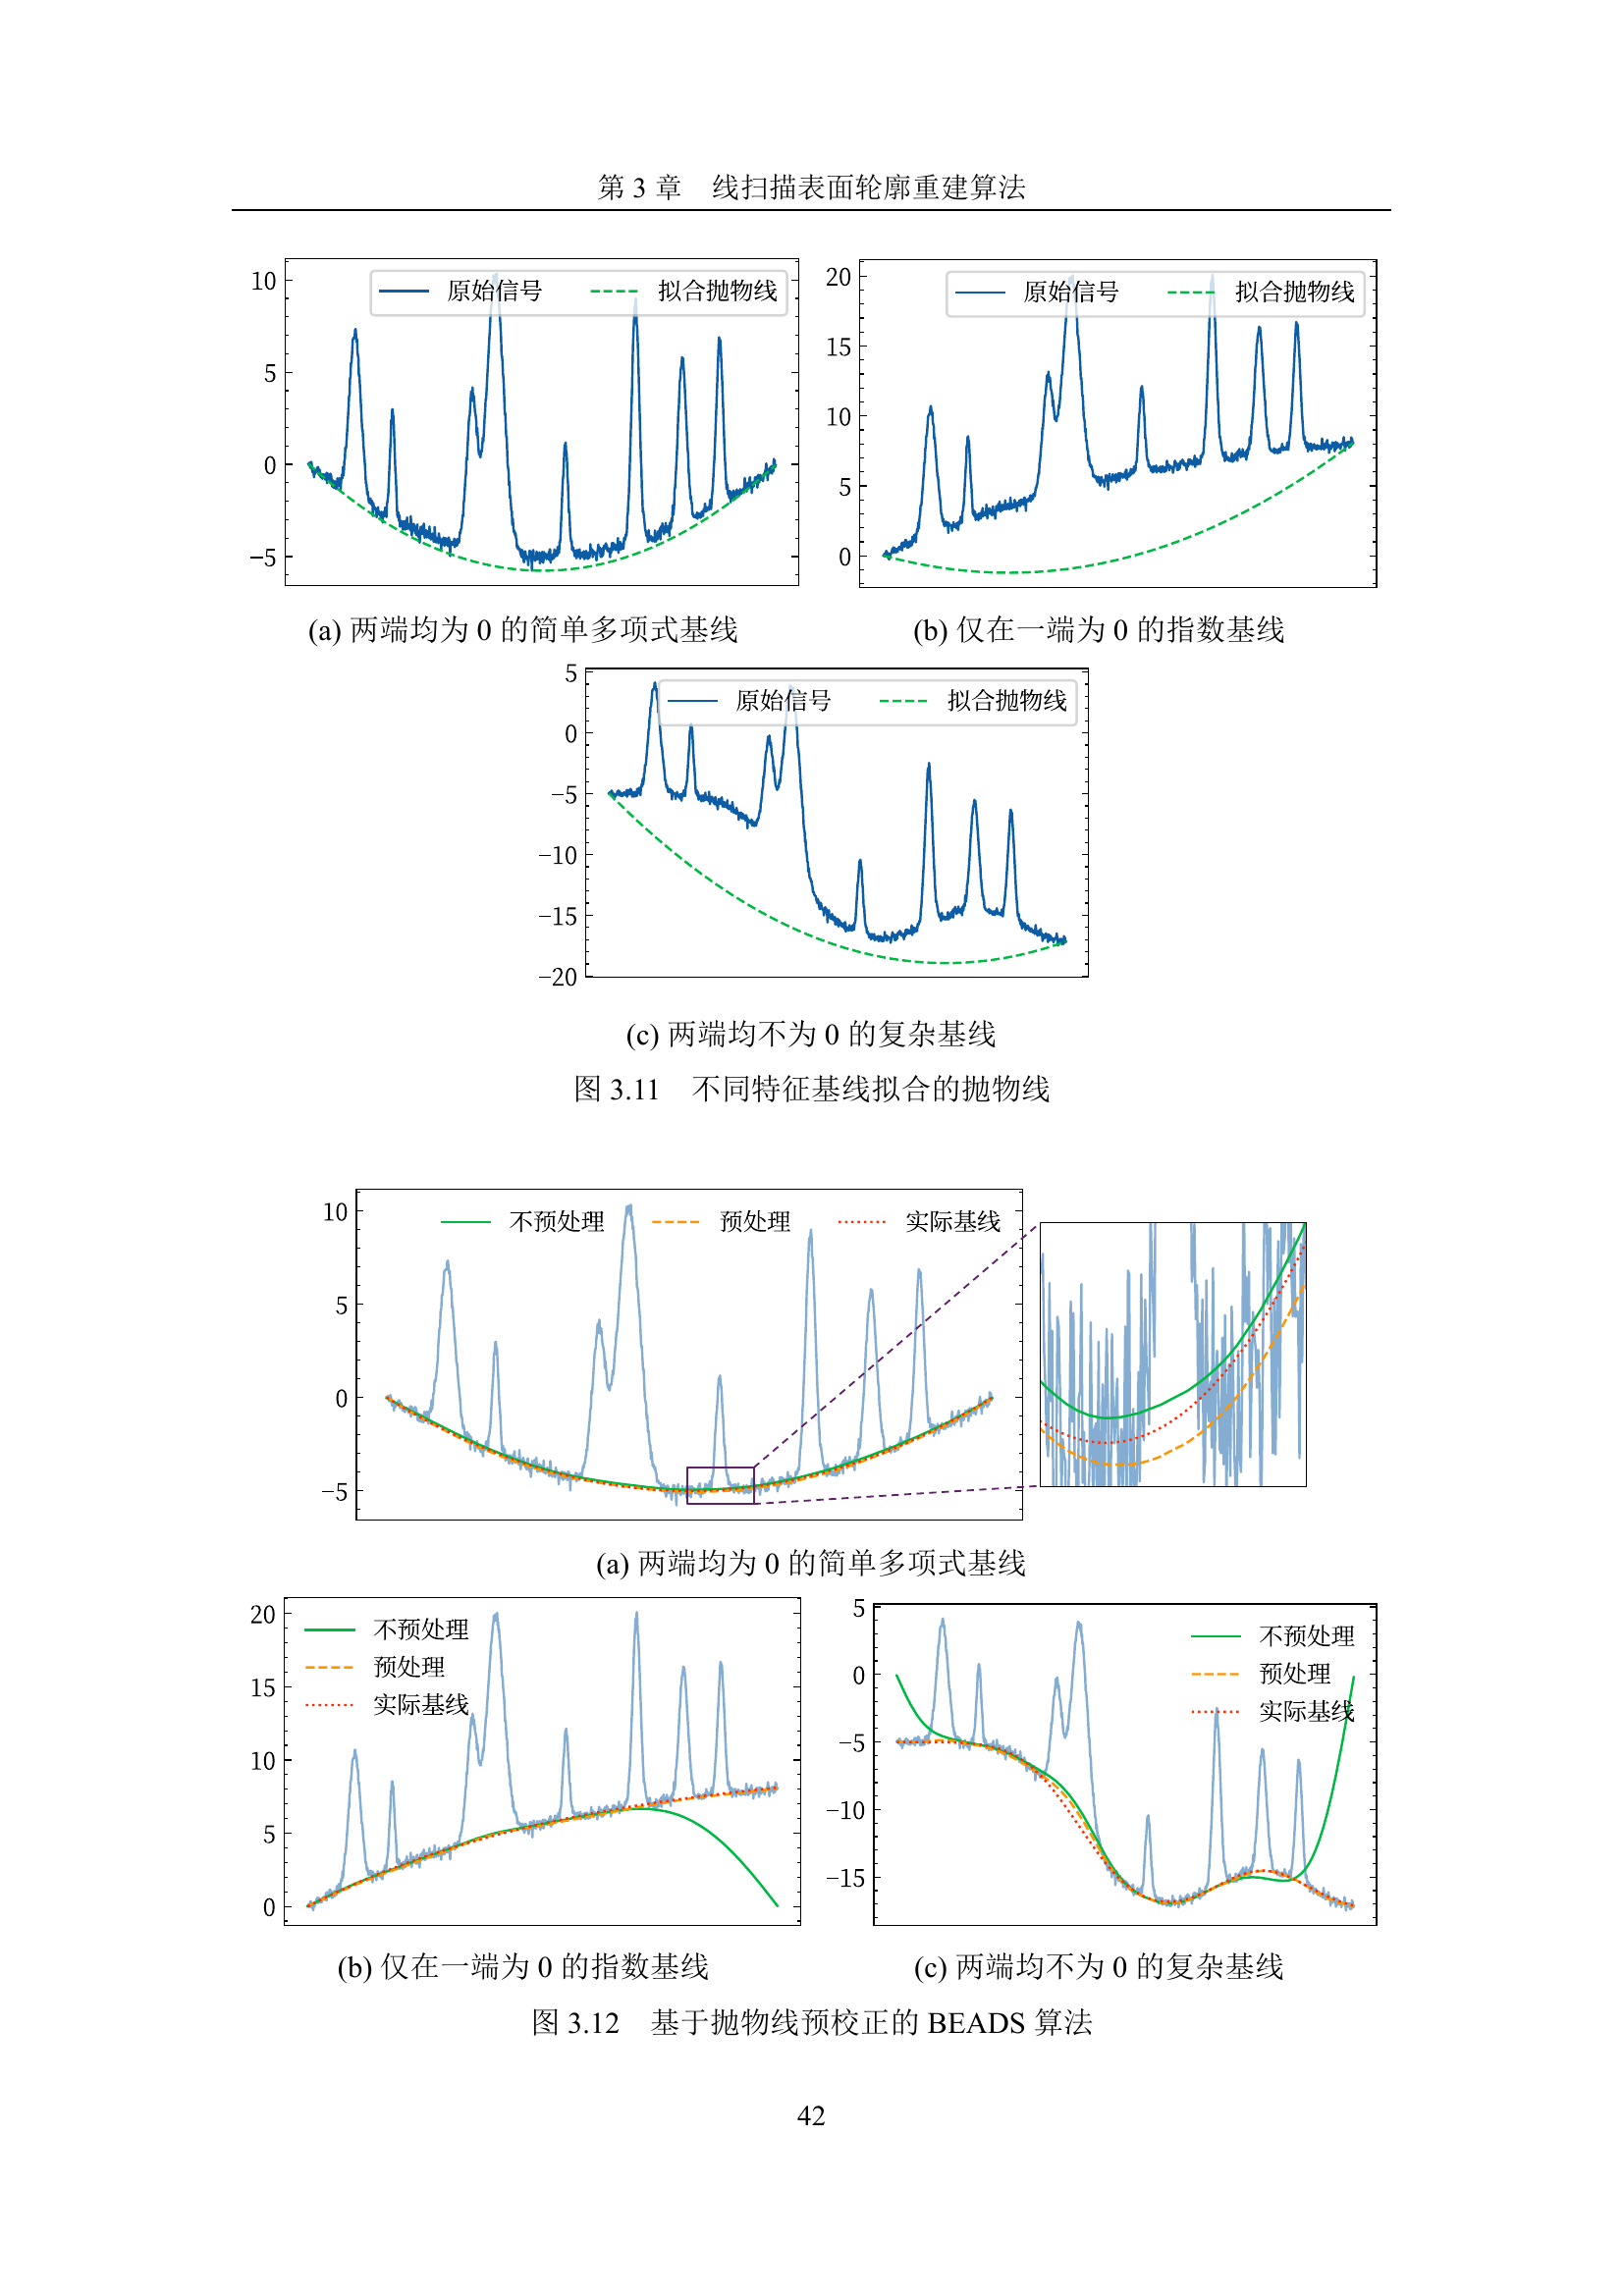 第 3 章　线扫描表面轮廓重建算法
10
5
0
−5
原始信号　拟合抛物线
(a) 两端均为 0 的简单多项式基线
20
15
10
5
0
原始信号　拟合抛物线
(b) 仅在一端为 0 的指数基线
5
0
−5
−10
−15
−20
原始信号　拟合抛物线
(c) 两端均不为 0 的复杂基线
图 3.11　不同特征基线拟合的抛物线
10
5
0
−5
不预处理　预处理　实际基线
(a) 两端均为 0 的简单多项式基线
20
15
10
5
0
不预处理
预处理
实际基线
(b) 仅在一端为 0 的指数基线
5
0
−5
−10
−15
不预处理
预处理
实际基线
(c) 两端均不为 0 的复杂基线
图 3.12　基于抛物线预校正的 BEADS 算法
42